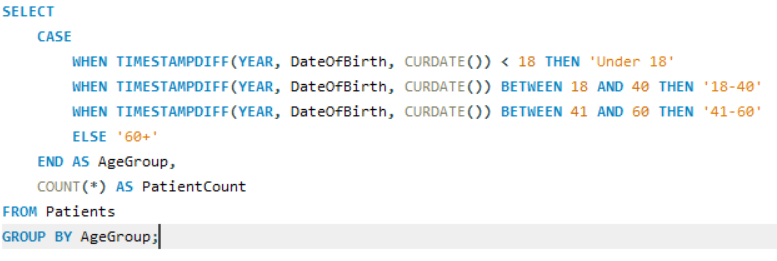 SELECT
    CASE
        WHEN TIMESTAMPDIFF(YEAR, DateOfBirth, CURDATE()) < 18 THEN 'Under 18'
        WHEN TIMESTAMPDIFF(YEAR, DateOfBirth, CURDATE()) BETWEEN 18 AND 40 THEN '18-40'
        WHEN TIMESTAMPDIFF(YEAR, DateOfBirth, CURDATE()) BETWEEN 41 AND 60 THEN '41-60'
        ELSE '60+'
    END AS AgeGroup,
    COUNT(*) AS PatientCount
FROM Patients
GROUP BY AgeGroup;